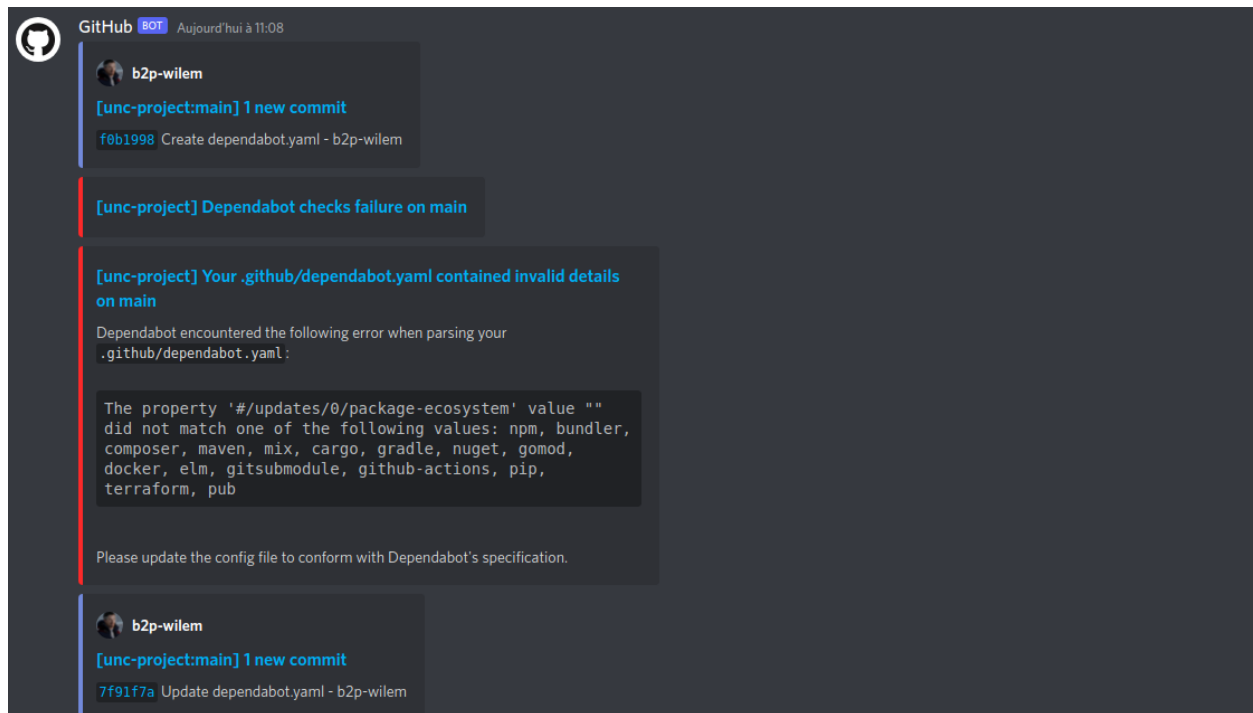 GitHub BOT Aujourd'hui à 11:08
b2p-wilem
[unc-project:main] 1 new commit
f0b1998 Create dependabot.yaml - b2p-wilem
[unc-project] Dependabot checks failure on main
[unc-project] Your .github/dependabot.yaml contained invalid details
on main
Dependabot encountered the following error when parsing your
.github/dependabot.yaml:
The property '#/updates/0/package-ecosystem' value ""
did not match one of the following values: npm, bundler,
composer, maven, mix, cargo, gradle, nuget, gomod,
docker, elm, gitsubmodule, github-actions, pip,
terraform, pub
Please update the config file to conform with Dependabot's specification.
b2p-wilem
[unc-project:main] 1 new commit
7f91f7a Update dependabot.yaml - b2p-wilem